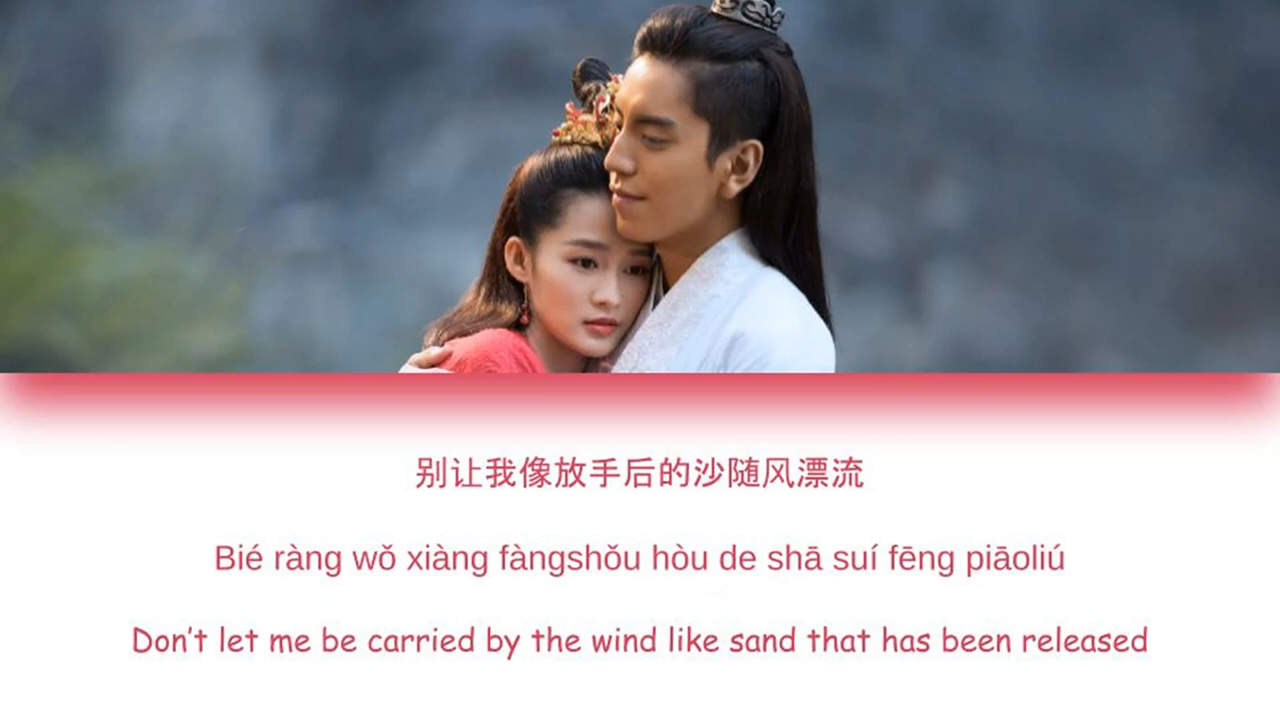 别让我像放手后的沙随风漂流
Bié ràng wǒ xiàng fàngshǒu hòu de shā suí fēng piāoliú
Don't let me be carried by the wind like sand that has been released